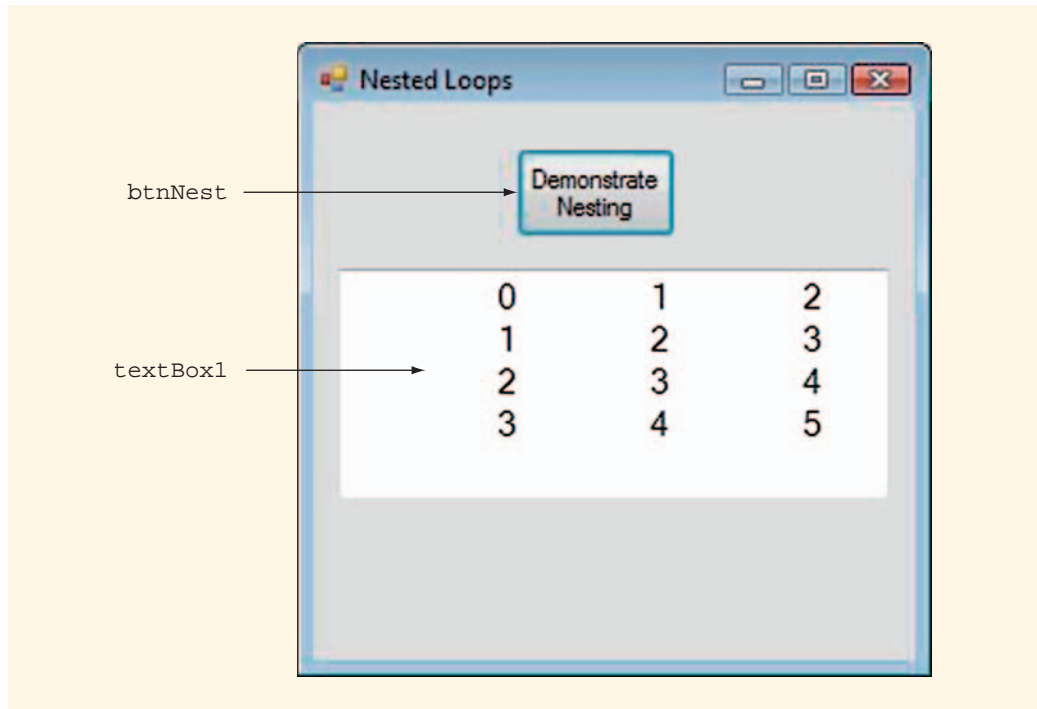 Nested Loops
btnNest
Demonstrate
Nesting
textBox1
0 1 2
1 2 3
2 3 4
3 4 5